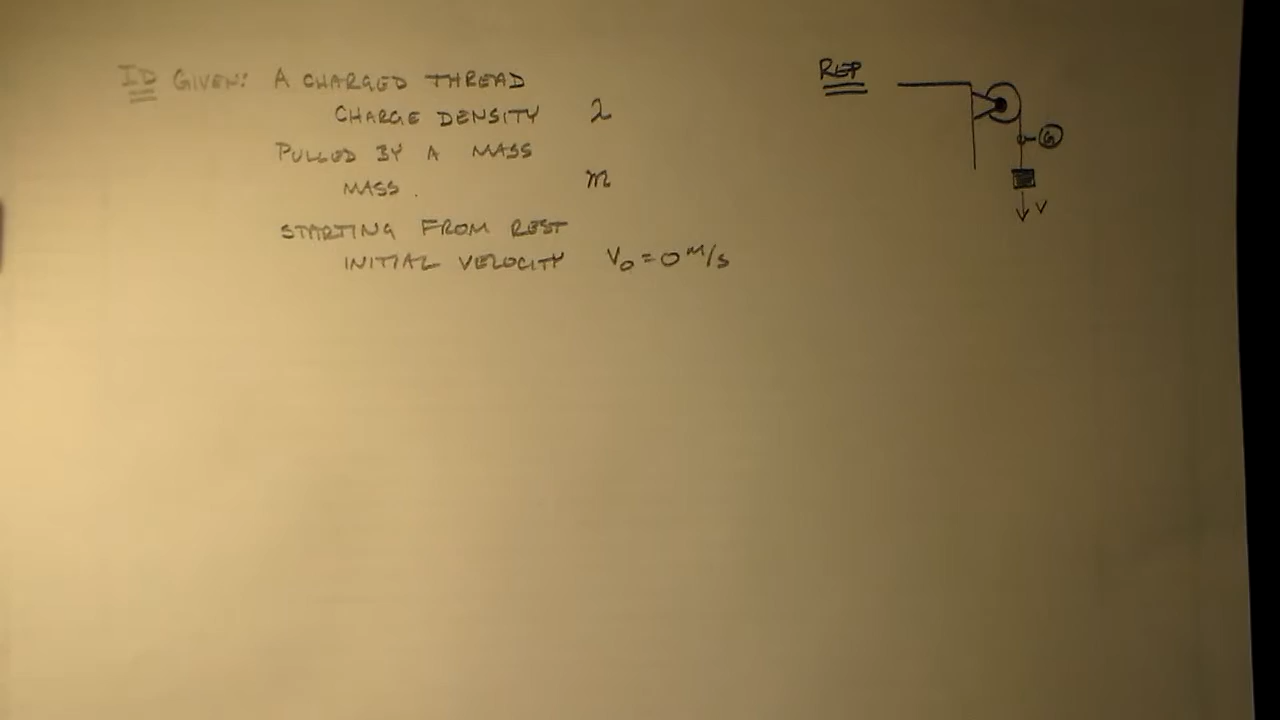 ID GIVEN: A CHARGED THREAD
CHARGE DENSITY λ
PULLED BY A MASS
MASS. m
STARTING FROM REST
INITIAL VELOCITY V₀ = 0 m/s
REP
G
V